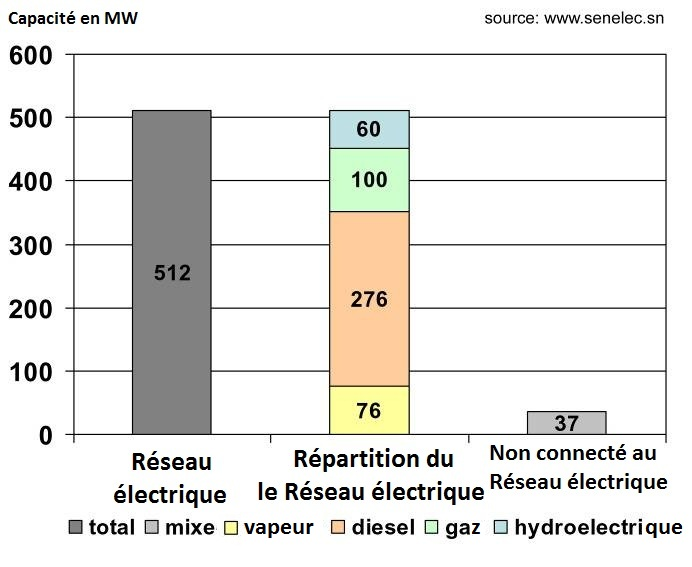 Capacité en MW
source: www.senelec.sn
600
500
400
300
200
100
0
512
60
100
276
76
37
Réseau
électrique
Répartition du
le Réseau électrique
Non connecté au
Réseau électrique
total mixe vapeur diesel gaz hydroelectrique